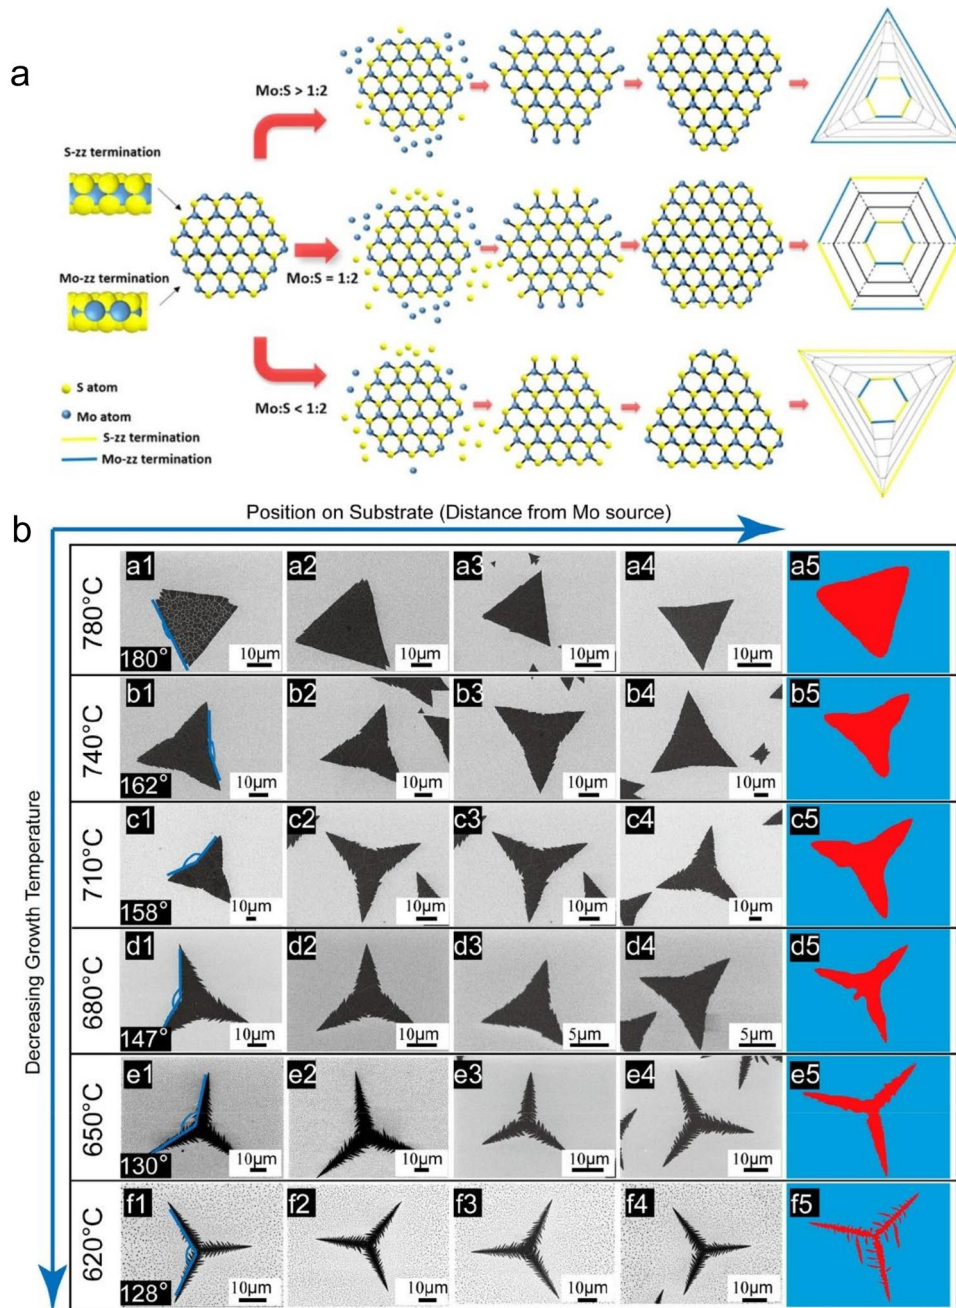 a
Mo:S > 1:2
S-zz termination
Mo-zz termination
Mo:S = 1:2
Mo:S < 1:2
S atom
Mo atom
S-zz termination
Mo-zz termination
b
Position on Substrate (Distance from Mo source)
Decreasing Growth Temperature
780°C
a1
a2
a3
a4
a5
180°
10μm
10μm
10μm
10μm
740°C
b1
b2
b3
b4
b5
162°
10μm
10μm
10μm
10μm
710°C
c1
c2
c3
c4
c5
158°
10μm
10μm
10μm
10μm
680°C
d1
d2
d3
d4
d5
147°
10μm
10μm
5μm
5μm
650°C
e1
e2
e3
e4
e5
130°
10μm
10μm
10μm
10μm
620°C
f1
f2
f3
f4
f5
128°
10μm
10μm
10μm
10μm